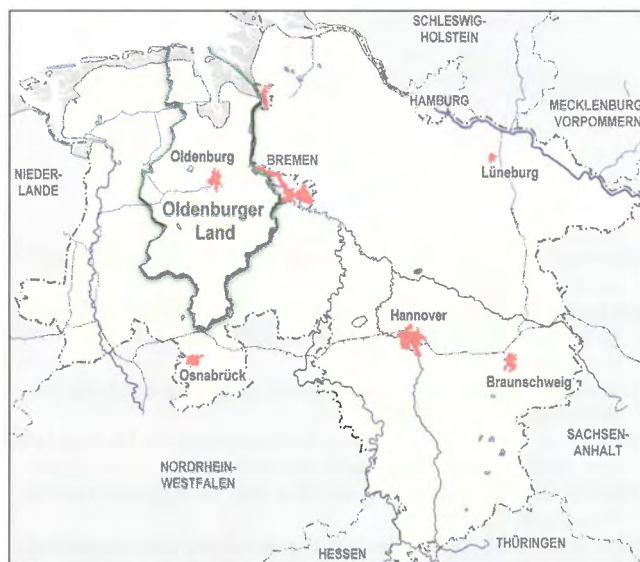 SCHLESWIG-
HOLSTEIN
HAMBURG
MECKLENBURG
VORPOMMERN
BREMEN
Oldenburg
Lüneburg
NIEDER-
LANDE
Oldenburger
Land
Hannover
Osnabrück
Braunschweig
SACHSEN-
ANHALT
NORDRHEIN-
WESTFALEN
THÜRINGEN
HESSEN